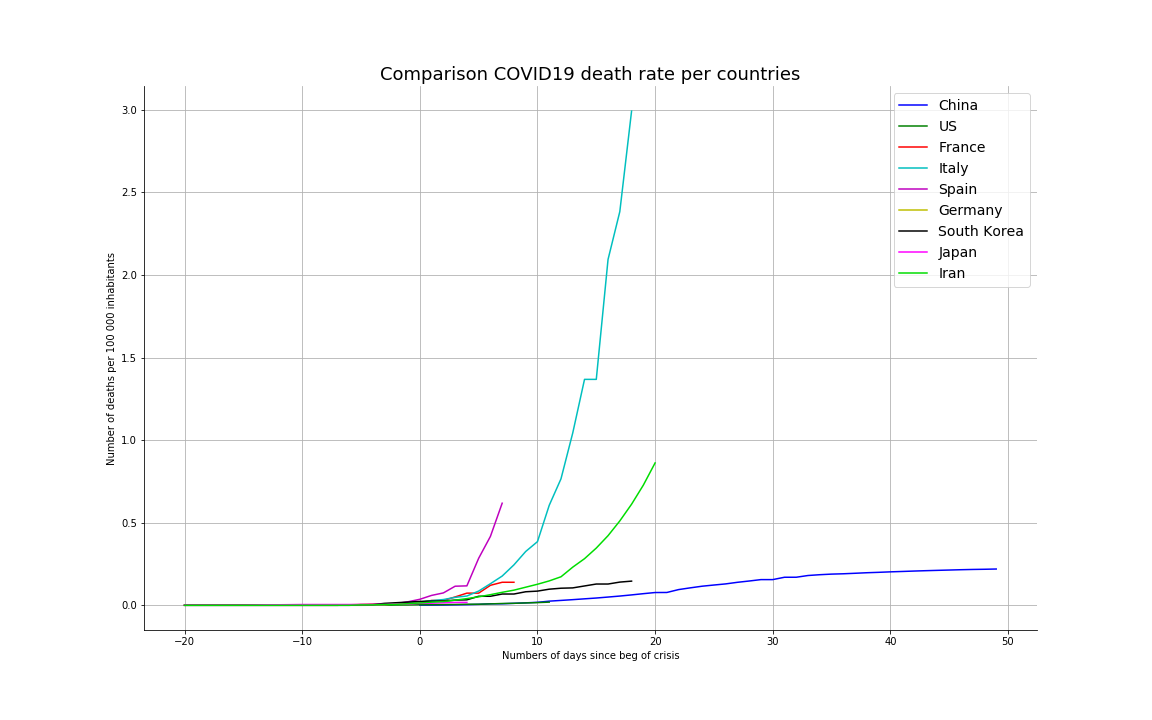 Comparison COVID19 death rate per countries
3.0
2.5
2.0
1.5
1.0
0.5
0.0
Number of deaths per 100 000 inhabitants
China
US
France
Italy
Spain
Germany
South Korea
Japan
Iran
−20 −10 0 10 20 30 40 50
Numbers of days since beg of crisis